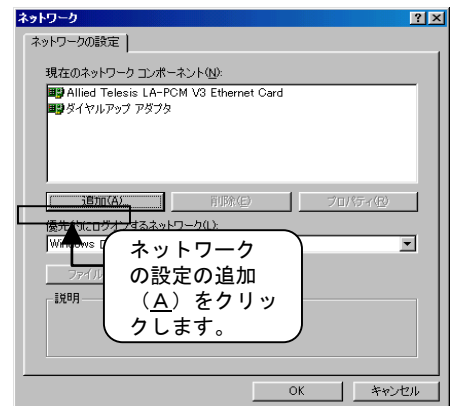 ネットワーク
ネットワークの設定
現在のネットワーク コンポーネント(N):
Allied Telesis LA-PCM V3 Ethernet Card
ダイヤルアップ アダプタ
追加(A)
削除(E)
プロパティ(R)
優先的にログオンするネットワーク(L):
Windows
ファイル
ネットワーク
の設定の追加
（A）をクリッ
クします。
説明
OK
キャンセル